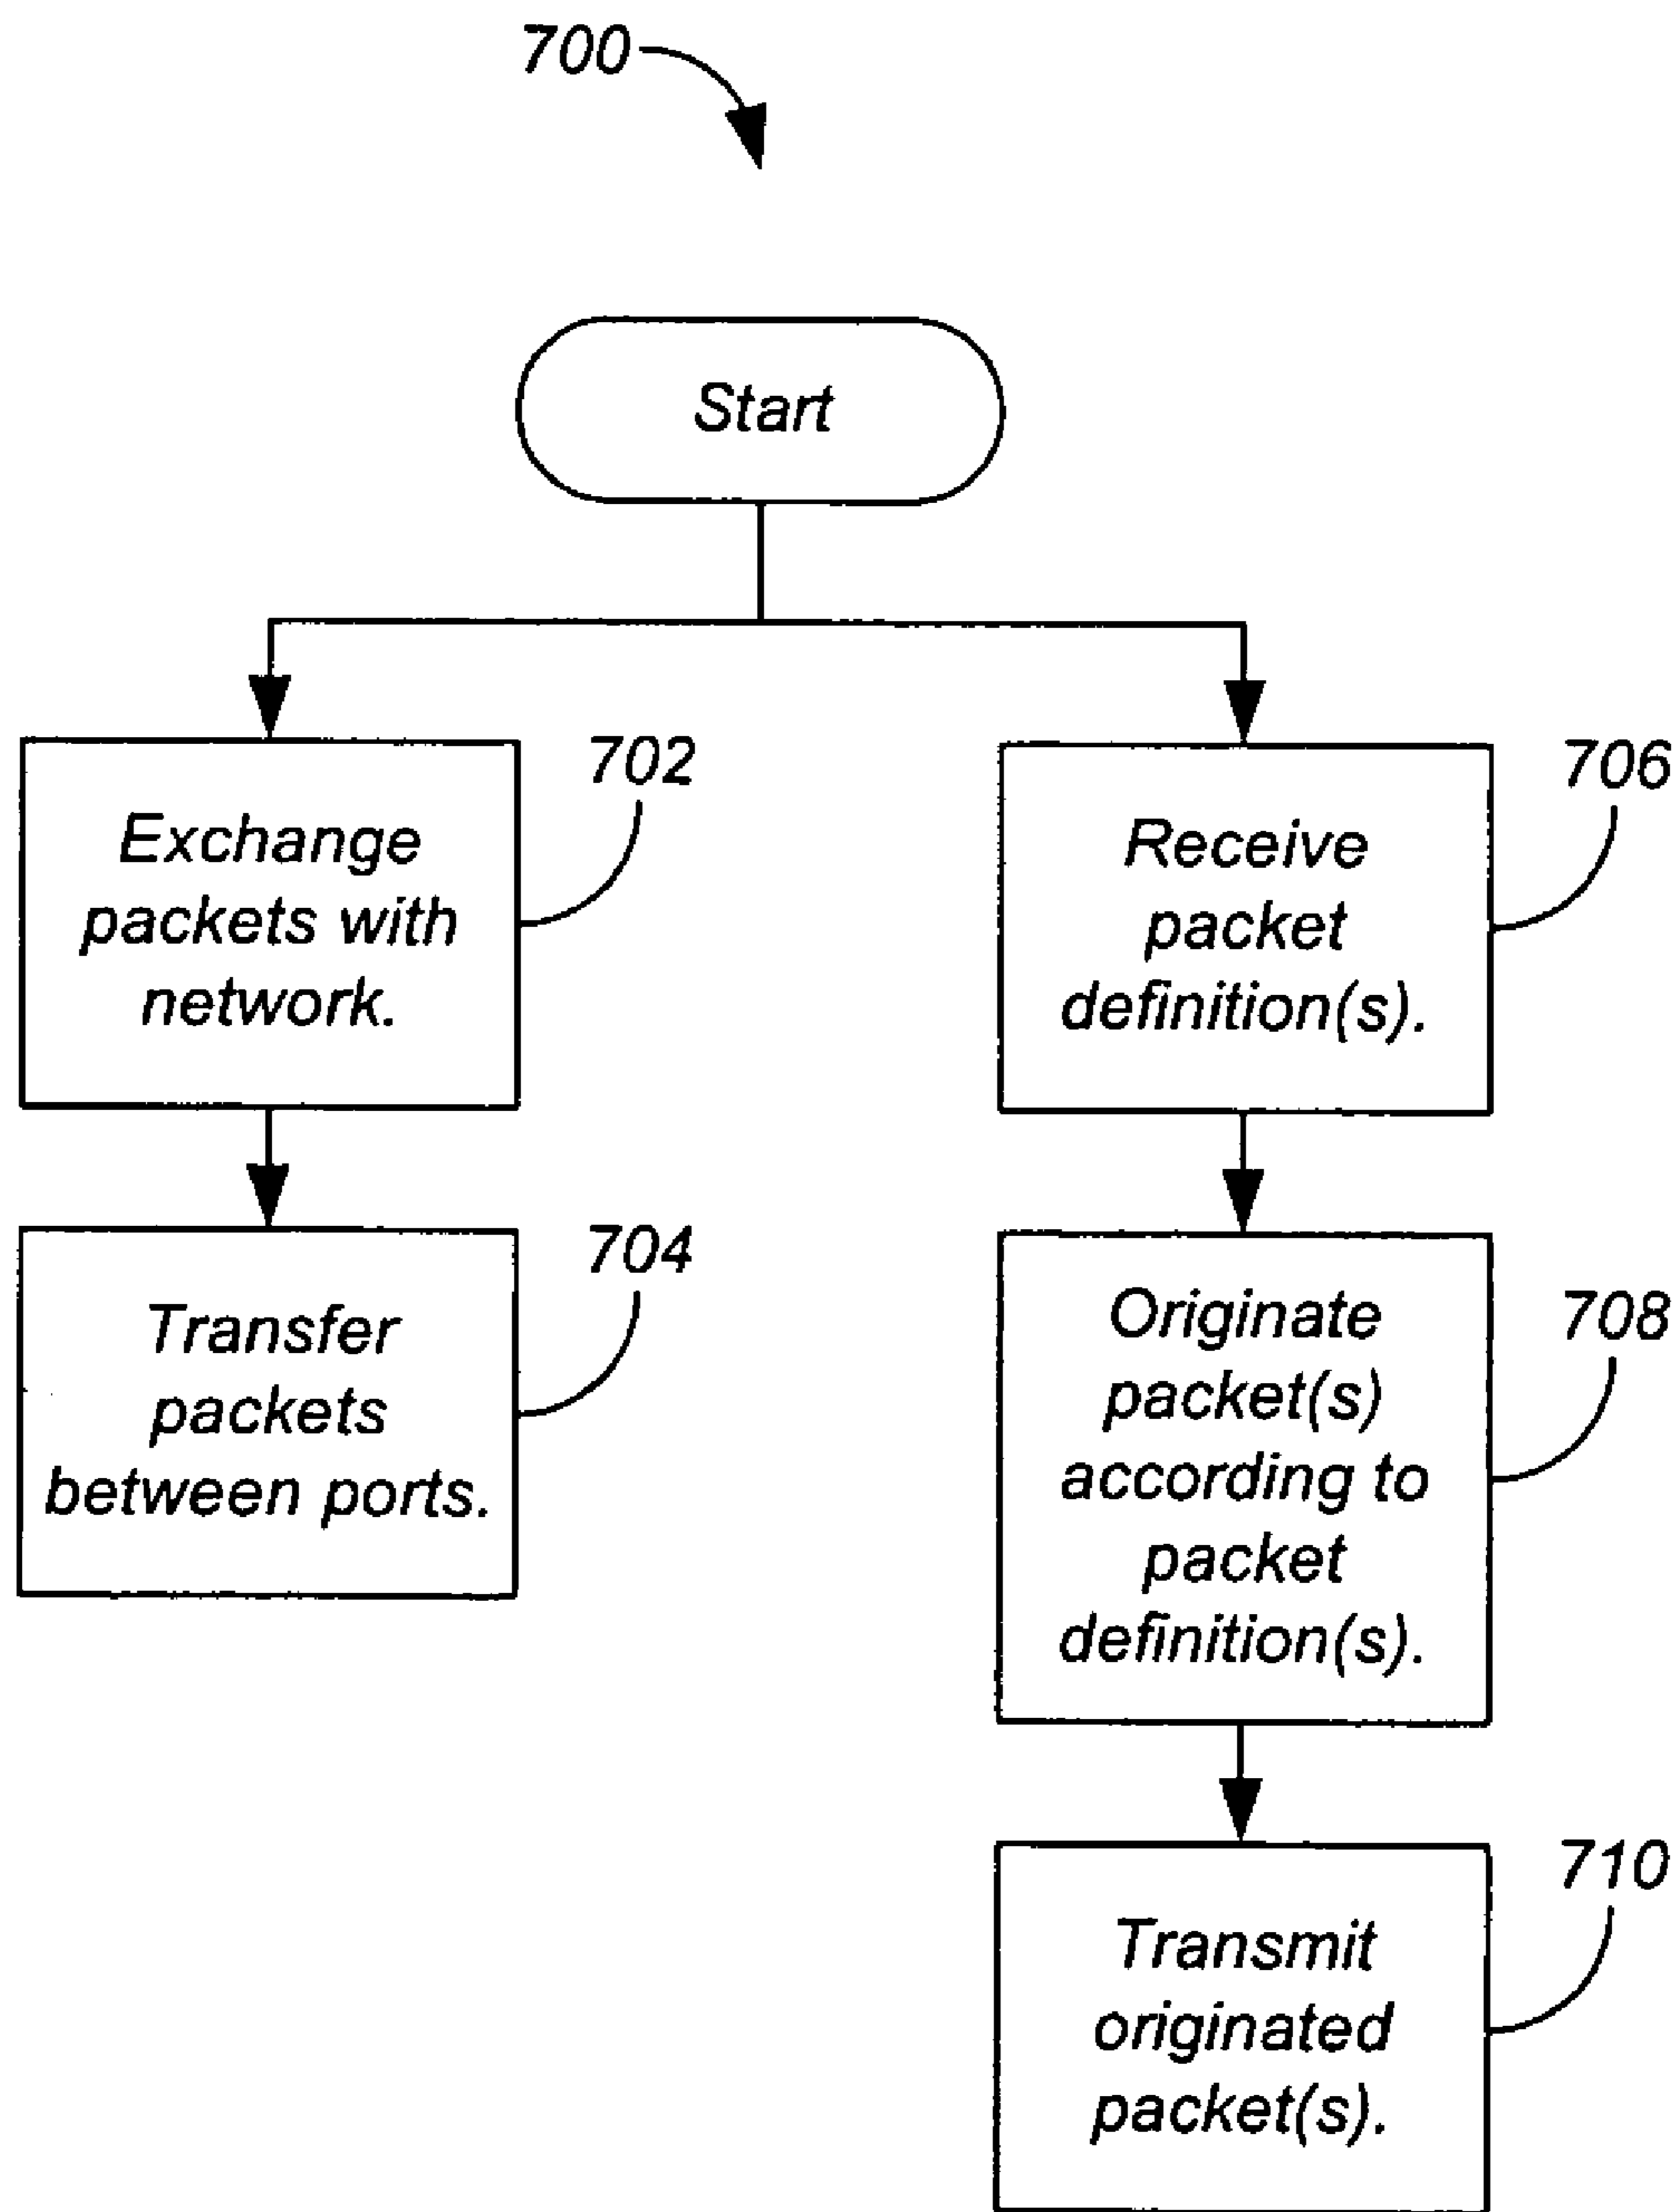 700
Start
702
Exchange
packets with
network.
704
Transfer
packets
between ports.
706
Receive
packet
definition(s).
708
Originate
packet(s)
according to
packet
definition(s).
710
Transmit
originated
packet(s).